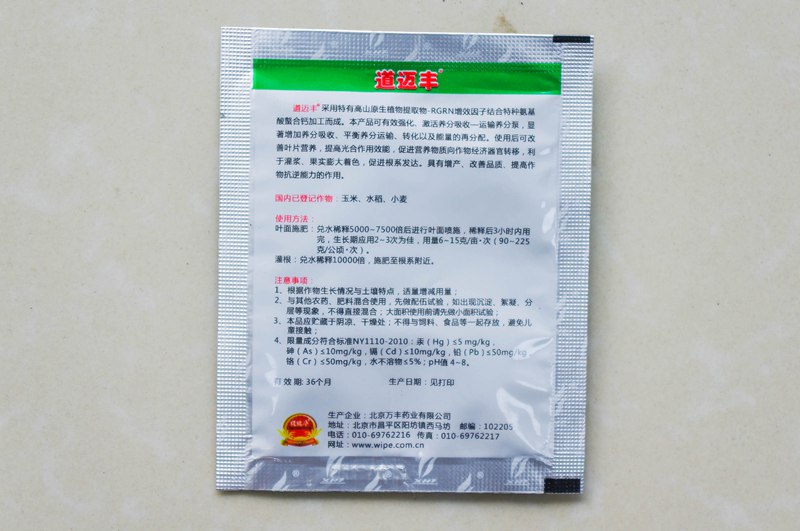 道迈丰®
道迈丰®采用特有高山原生植物提取物-RGRN增效因子结合特种氨基
酸螯合钙加工而成。本产品可有效强化、激活养分吸收—运输养分泵，显
著增加养分吸收、平衡养分运输、转化以及能量的再分配。使用后可改
善叶片营养，提高光合作用效能，促进营养物质向作物经济器官转移，利
于灌浆、果实膨大着色，促进根系发达。具有增产、改善品质、提高作
物抗逆能力的作用。
国内已登记作物：玉米、水稻、小麦
使用方法：
叶面施肥：兑水稀释5000~7500倍后进行叶面喷施，稀释后3小时内用
完，生长期应用2~3次为佳，用量6~15克/亩·次（90~225
克/公顷·次）。
灌根：兑水稀释10000倍，施肥至根系附近。
注意事项：
1、根据作物生长情况与土壤特点，适量增减用量；
2、与其他农药、肥料混合使用，先做配伍试验，如出现沉淀、絮凝、分
层等现象，不得直接混合；大面积使用前请先做小面积试验；
3、本品应贮藏于阴凉、干燥处；不得与饲料、食品等一起存放，避免儿
童接触；
4、限量成分符合标准NY1110-2010：汞（Hg）≤5mg/kg，
砷（As）≤10mg/kg，镉（Cd）≤10mg/kg，铅（Pb）≤50mg/kg，
铬（Cr）≤50mg/kg，水不溶物≤5%；pH值 4~8。
有效期：36个月 生产日期：见打印
生产企业：北京万丰药业有限公司
地址：北京市昌平区阳坊镇西马坊 邮编：102205
电话：010-69762216 传真：010-69762217
网址：www.wipe.com.cn